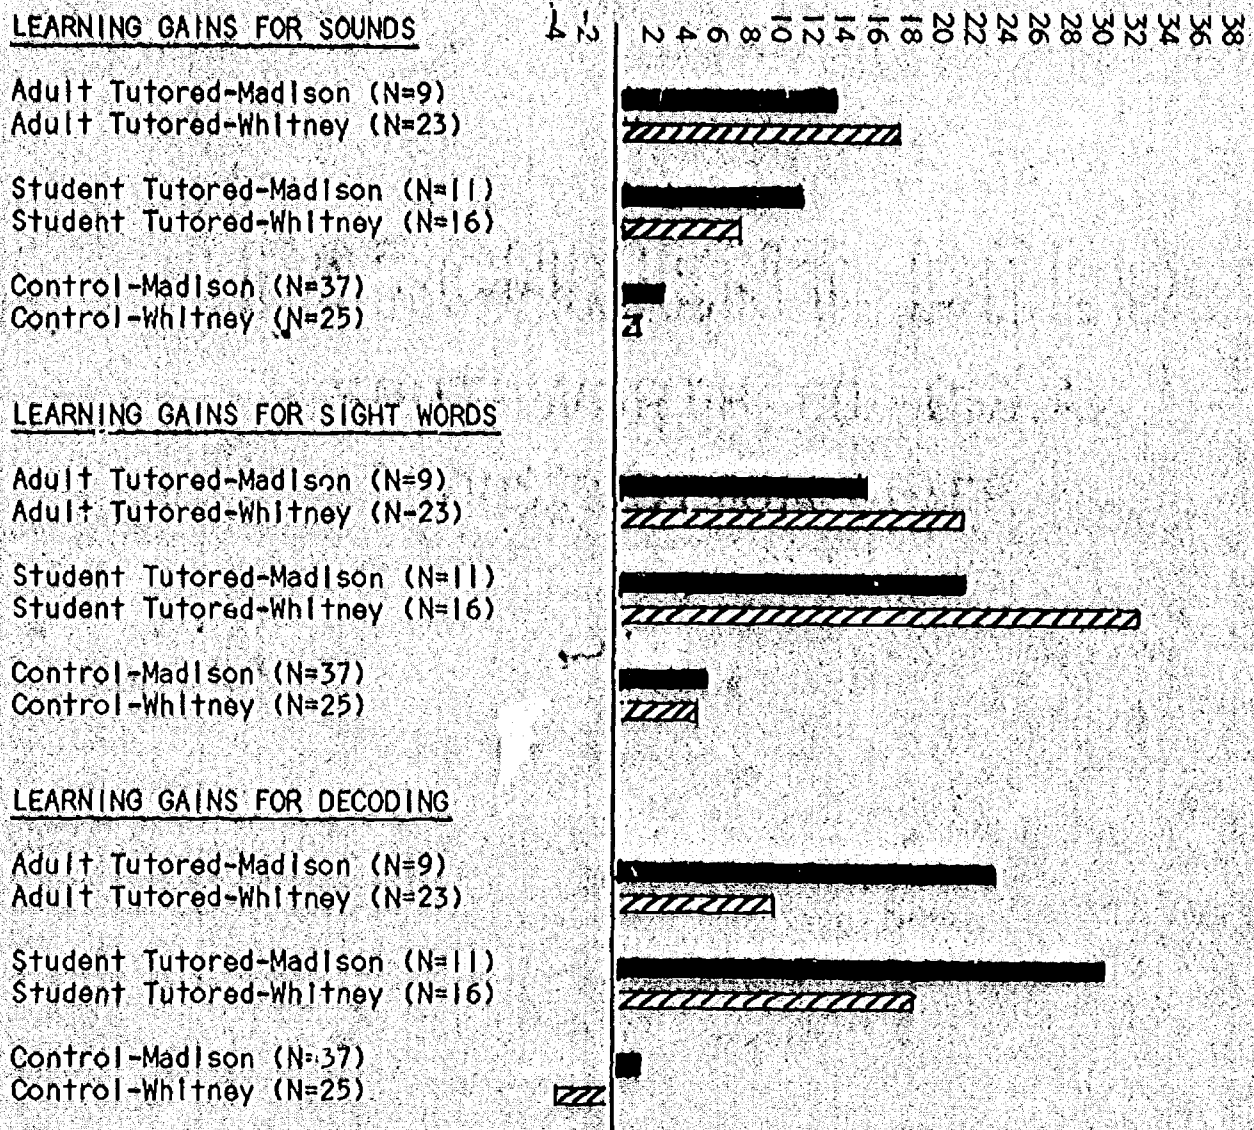 LEARNING GAINS FOR SOUNDS
-4 -2 2 4 6 8 10 12 14 16 18 20 22 24 26 28 30 32 34 36 38
Adult Tutored-Madison (N=9)
Adult Tutored-Whitney (N=23)
Student Tutored-Madison (N=11)
Student Tutored-Whitney (N=16)
Control-Madison (N=37)
Control-Whitney (N=25)
LEARNING GAINS FOR SIGHT WORDS
Adult Tutored-Madison (N=9)
Adult Tutored-Whitney (N-23)
Student Tutored-Madison (N=11)
Student Tutored-Whitney (N=16)
Control-Madison (N=37)
Control-Whitney (N=25)
LEARNING GAINS FOR DECODING
Adult Tutored-Madison (N=9)
Adult Tutored-Whitney (N=23)
Student Tutored-Madison (N=11)
Student Tutored-Whitney (N=16)
Control-Madison (N=37)
Control-Whitney (N=25)